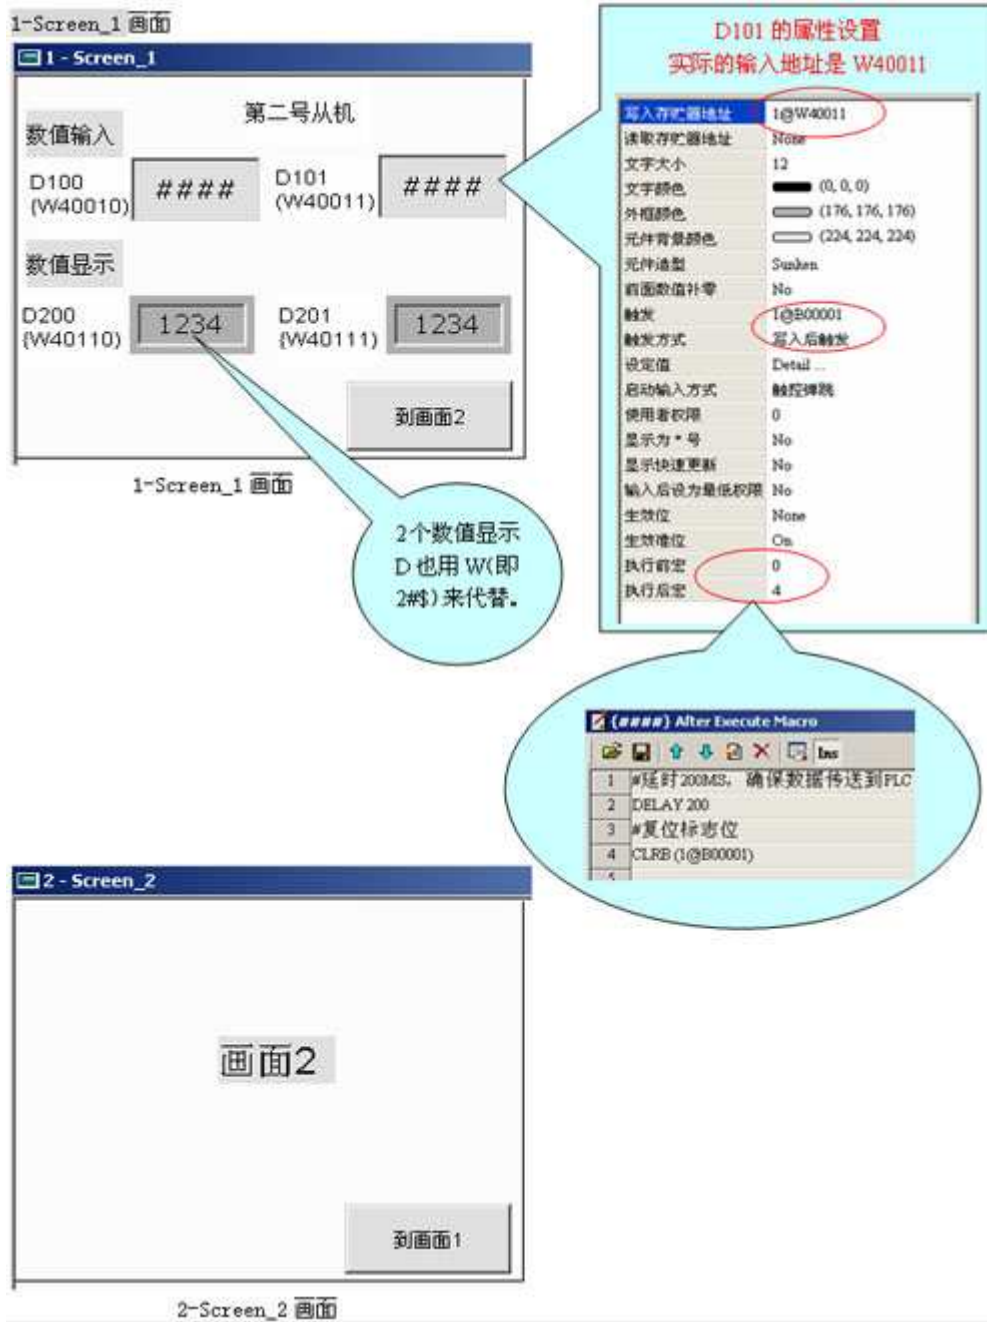 1-Screen_1 画面
1 - Screen_1
第二号从机
数值输入
D100
(W40010)
####
D101
(W40011)
####
数值显示
D200
{W40110)
1234
D201
{W40111)
1234
到画面2
1-Screen_1 画面
2个数值显示
D 也用 W(即
2#$) 来代替。
D101 的属性设置
实际的输入地址是 W40011
写入存贮器地址 1@W40011
读取存贮器地址 None
文字大小 12
文字颜色 (0, 0, 0)
外框颜色 (176, 176, 176)
元件背景颜色 (224, 224, 224)
元件造型 Sunken
前面数值补零 No
触发 1@B00001
触发方式 写入后触发
设定值 Detail ...
启动输入方式 触控弹跳
使用者权限 0
显示为 * 号 No
显示快速更新 No
输入后设为最低权限 No
生效位 None
生效准位 On
执行前宏 0
执行后宏 4
{####} After Execute Macro
Ins
1 #延时200MS，确保数据传送到PLC
2 DELAY 200
3 #复位标志位
4 CLRB (1@B00001)
5
2 - Screen_2
画面2
到画面1
2-Screen_2 画面